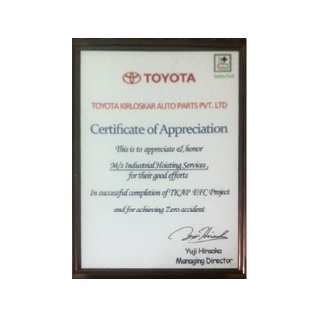 TOYOTA
TOYOTA KIRLOSKAR AUTO PARTS PVT. LTD
Certificate of Appreciation
This is to appreciate & honor
M/s Industrial Hoisting Services,
for their good efforts
In successful completion of TKAP EFC Project
and for achieving Zero accident
Yuji Hiraoka
Managing Director